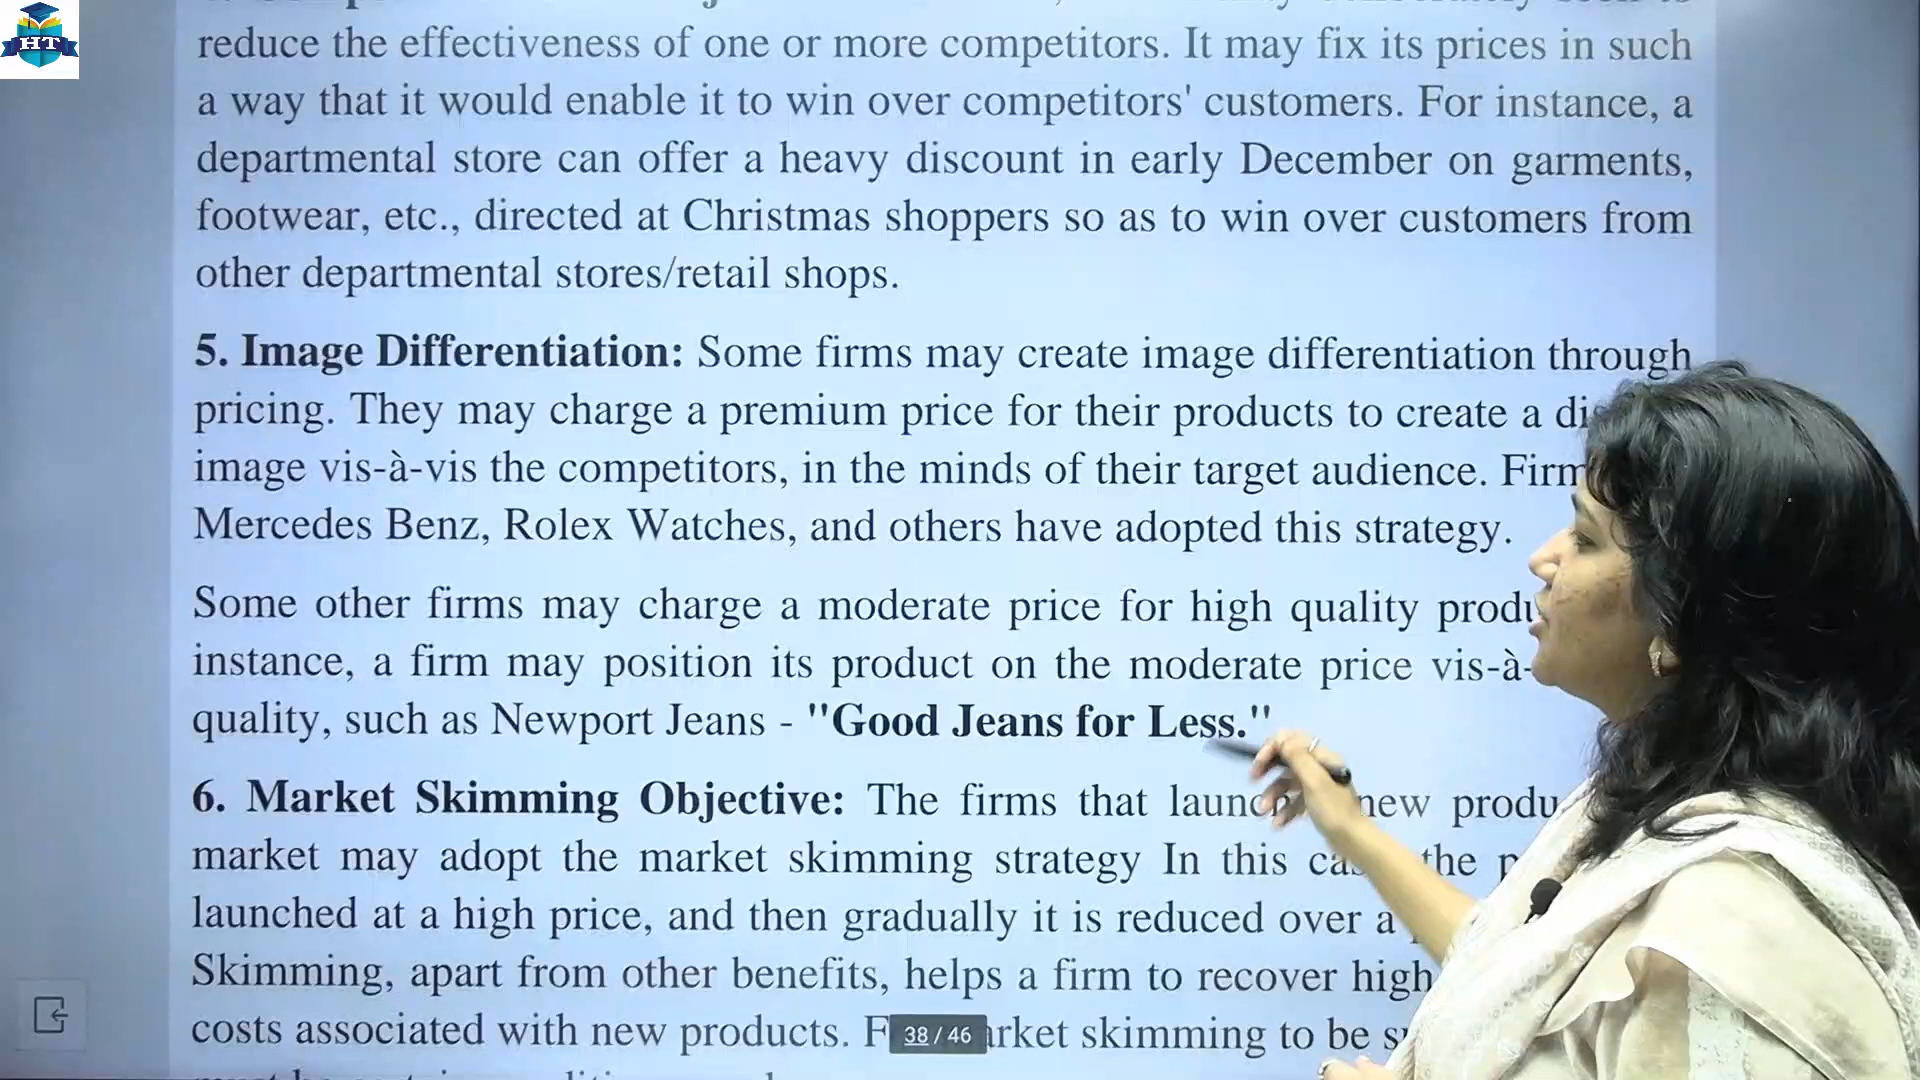 HT
reduce the effectiveness of one or more competitors. It may fix its prices in such
a way that it would enable it to win over competitors' customers. For instance, a
departmental store can offer a heavy discount in early December on garments,
footwear, etc., directed at Christmas shoppers so as to win over customers from
other departmental stores/retail shops.
5. Image Differentiation: Some firms may create image differentiation through
pricing. They may charge a premium price for their products to create a
image vis-à-vis the competitors, in the minds of their target audience.
Mercedes Benz, Rolex Watches, and others have adopted this strategy.
Some other firms may charge a moderate price for high quality
instance, a firm may position its product on the moderate price
quality, such as Newport Jeans - "Good Jeans for Less."
6. Market Skimming Objective: The firms that new
market may adopt the market skimming strategy In this the
launched at a high price, and then gradually it is reduced over a
Skimming, apart from other benefits, helps a firm to recover high
costs associated with new products. skimming to be
38 / 46